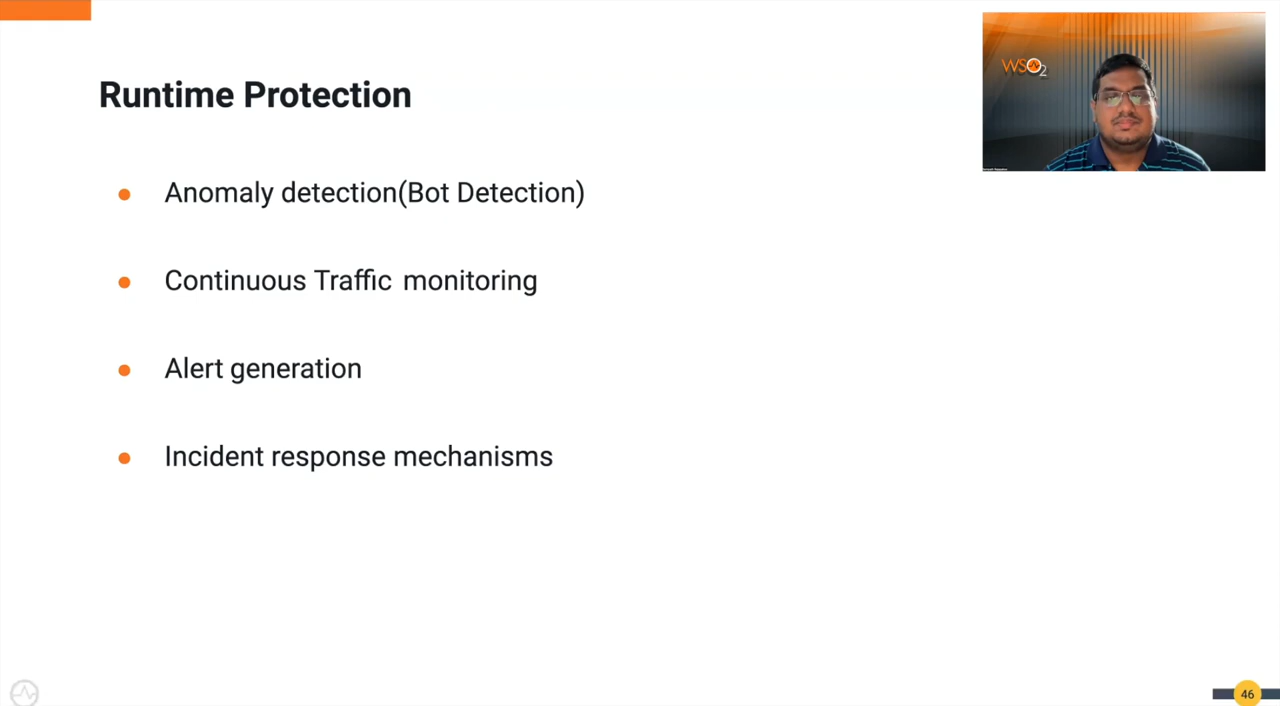 Runtime Protection
WSO2
Anomaly detection(Bot Detection)
Continuous Traffic monitoring
Alert generation
Incident response mechanisms
46